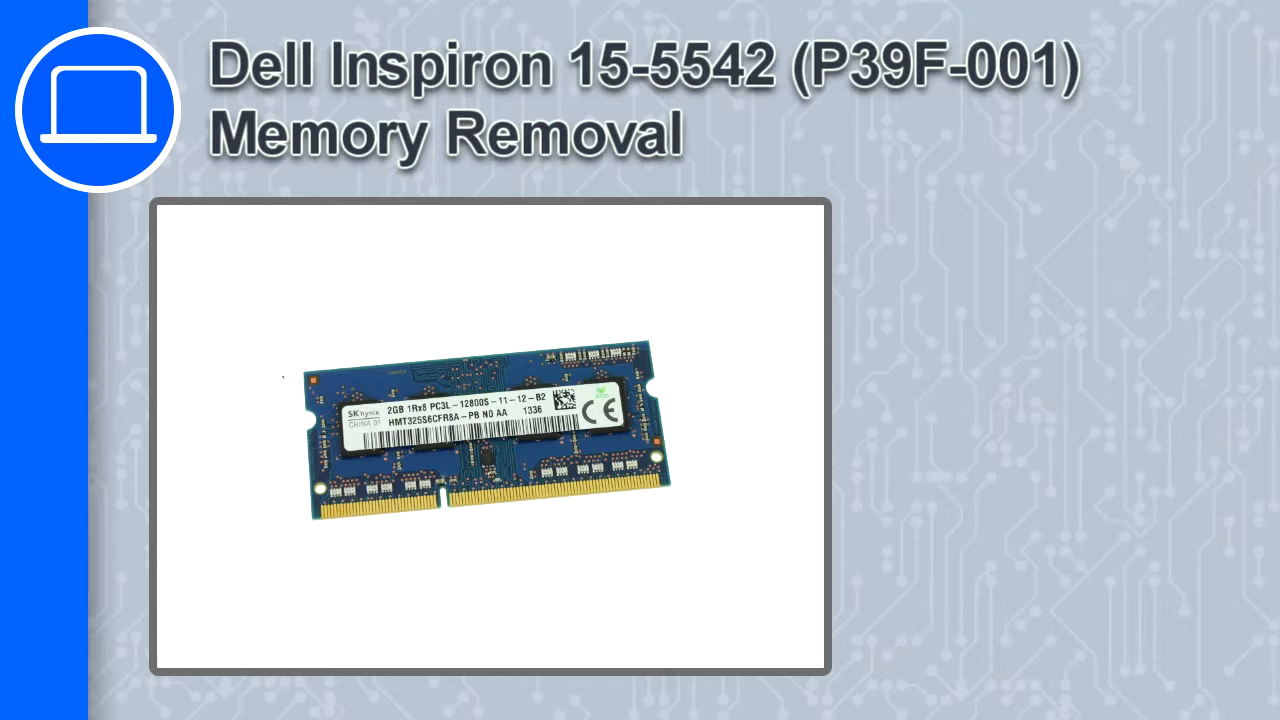 Dell Inspiron 15-5542 (P39F-001)
Memory Removal
SK hynix
CHINA 01
2GB 1Rx8 PC3L-12800S-11-12-B2
HMT325S6CFR8A-PB N0 AA 1336
CE